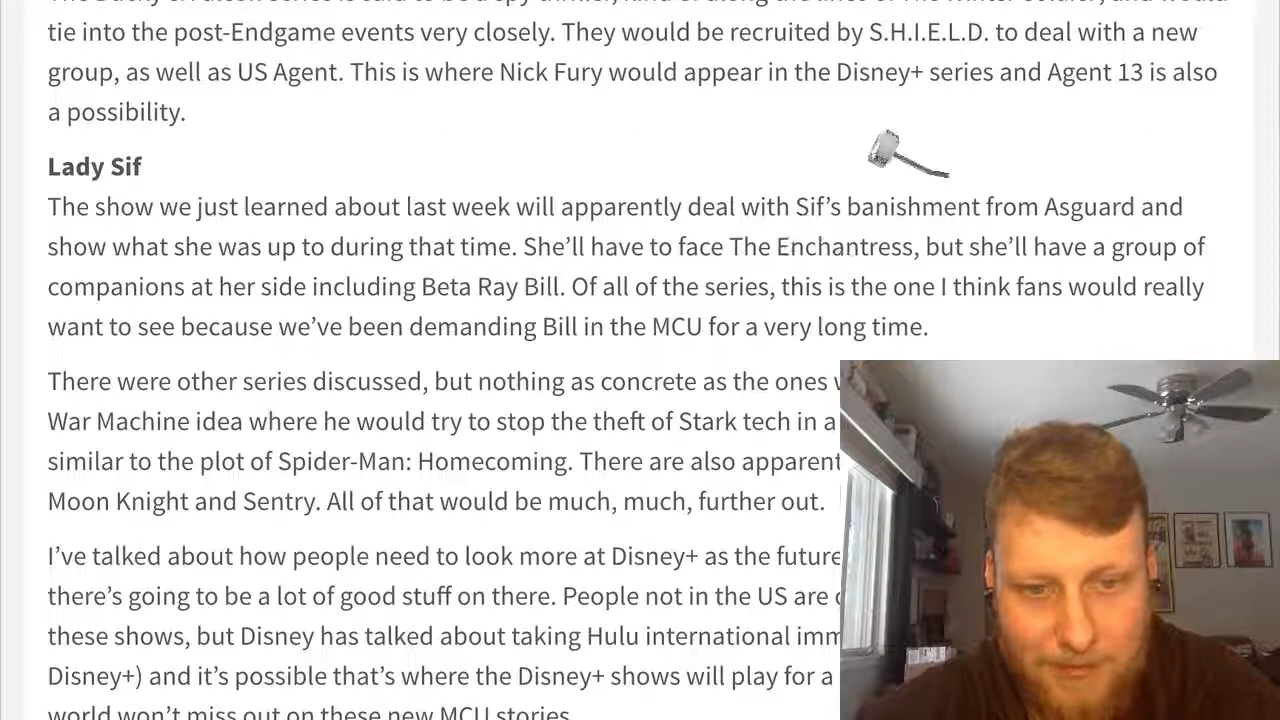 tie into the post-Endgame events very closely. They would be recruited by S.H.I.E.L.D. to deal with a new
group, as well as US Agent. This is where Nick Fury would appear in the Disney+ series and Agent 13 is also
a possibility.
Lady Sif
The show we just learned about last week will apparently deal with Sif’s banishment from Asguard and
show what she was up to during that time. She’ll have to face The Enchantress, but she’ll have a group of
companions at her side including Beta Ray Bill. Of all of the series, this is the one I think fans would really
want to see because we’ve been demanding Bill in the MCU for a very long time.
There were other series discussed, but nothing as concrete as the ones
War Machine idea where he would try to stop the theft of Stark tech in a
similar to the plot of Spider-Man: Homecoming. There are also
Moon Knight and Sentry. All of that would be much, much, further out.
I’ve talked about how people need to look more at Disney+ as the future
there’s going to be a lot of good stuff on there. People not in the US are
these shows, but Disney has talked about taking Hulu international
Disney+) and it’s possible that’s where the Disney+ shows will play for a
world won’t miss out on these new MCU stories.